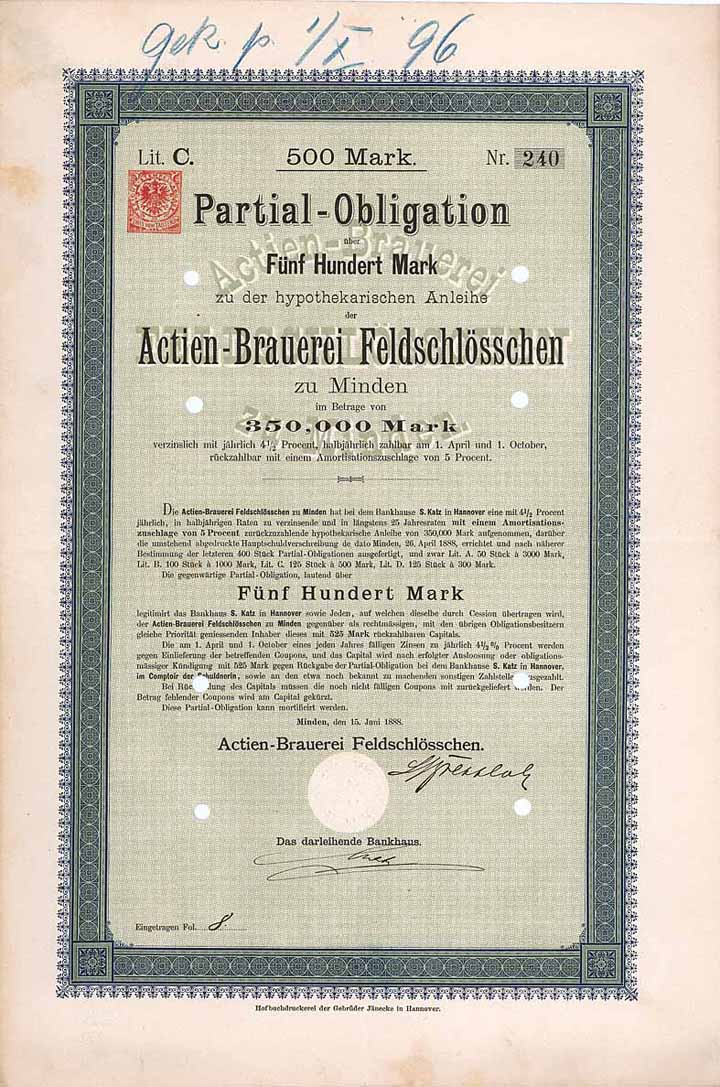 gek. p. 1/X 96
Lit. C. 500 Mark. Nr. 240
Partial-Obligation
über
Fünf Hundert Mark
zu der hypothekarischen Anleihe
der
Actien-Brauerei Feldschlösschen
zu Minden
im Betrage von
350,000 Mark
verzinslich mit jährlich 4 1/2 Procent, halbjährlich zahlbar am 1. April und 1. October,
rückzahlbar mit einem Amortisationszuschlage von 5 Procent.
Die Actien-Brauerei Feldschlösschen zu Minden hat bei dem Bankhause S. Katz in Hannover eine mit 4 1/2 Procent
jährlich, in halbjährigen Raten zu verzinsende und in längstens 25 Jahresraten mit einem Amortisations-
zuschlage von 5 Procent zurückzuzahlende hypothekarische Anleihe von 350,000 Mark aufgenommen, darüber
die umstehend abgedruckte Hauptschuldverschreibung de dato Minden, 26. April 1888, errichtet und nach näherer
Bestimmung der letzteren 400 Stück Partial-Obligationen ausgefertigt, und zwar Lit. A. 50 Stück à 3000 Mark,
Lit. B. 100 Stück à 1000 Mark, Lit. C. 125 Stück à 500 Mark, Lit. D. 125 Stück à 300 Mark.
Die gegenwärtige Partial-Obligation, lautend über
Fünf Hundert Mark
legitimirt das Bankhaus S. Katz in Hannover sowie Jeden, auf welchen dieselbe durch Cession übertragen wird,
der Actien-Brauerei Feldschlösschen zu Minden gegenüber als rechtmässigen, mit den übrigen Obligationsbesitzern
gleiche Priorität geniessenden Inhaber dieses mit 525 Mark rückzahlbaren Capitals.
Die am 1. April und 1. October eines jeden Jahres fälligen Zinsen zu jährlich 4 1/2 % Procent werden
gegen Einlieferung der betreffenden Coupons, und das Capital wird nach erfolgter Ausloosung oder obligations-
mässiger Kündigung mit 525 Mark gegen Rückgabe der Partial-Obligation bei dem Bankhause S. Katz in Hannover,
im Comptoir der Schuldnerin, sowie an den etwa noch bekannt zu machenden sonstigen Zahlstellen ausgezahlt.
Bei Rückzahlung des Capitals müssen die noch nicht fälligen Coupons mit zurückgeliefert werden. Der
Betrag fehlender Coupons wird am Capital gekürzt.
Diese Partial-Obligation kann mortificirt werden.
Minden, den 15. Juni 1888.
Actien-Brauerei Feldschlösschen.
Das darleihende Bankhaus.
Eingetragen Fol. 8.
Hofbuchdruckerei der Gebrüder Jänecke in Hannover.